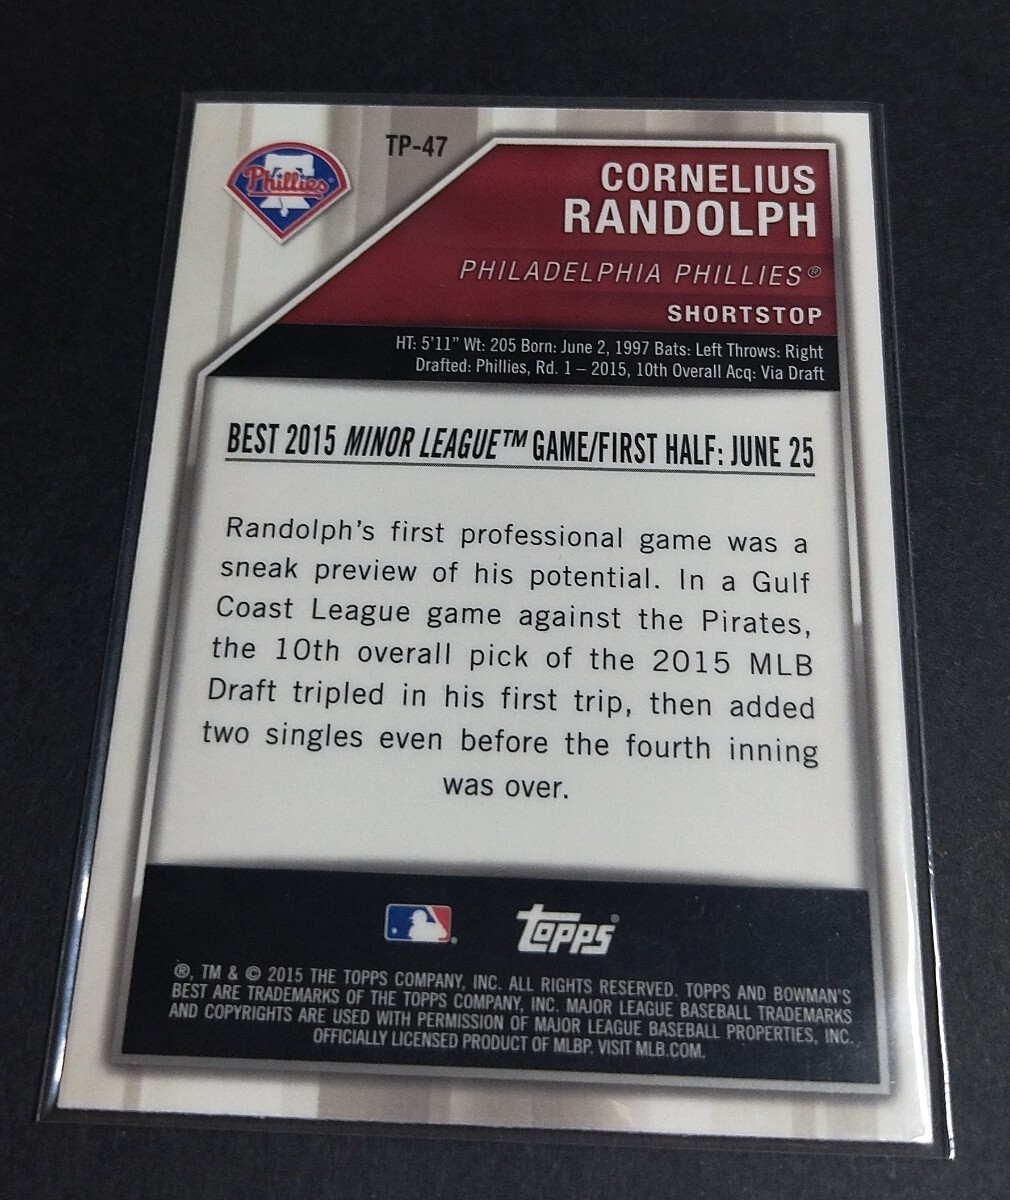 TP-47
Phillies
CORNELIUS
RANDOLPH
PHILADELPHIA PHILLIES®
SHORTSTOP
HT: 5'11" Wt: 205 Born: June 2, 1997 Bats: Left Throws: Right
Drafted: Phillies, Rd. 1 – 2015, 10th Overall Acq: Via Draft
BEST 2015 MINOR LEAGUE™ GAME/FIRST HALF: JUNE 25
Randolph's first professional game was a
sneak preview of his potential. In a Gulf
Coast League game against the Pirates,
the 10th overall pick of the 2015 MLB
Draft tripled in his first trip, then added
two singles even before the fourth inning
was over.
Topps®
®, TM & © 2015 THE TOPPS COMPANY, INC. ALL RIGHTS RESERVED. TOPPS AND BOWMAN'S
BEST ARE TRADEMARKS OF THE TOPPS COMPANY, INC. MAJOR LEAGUE BASEBALL TRADEMARKS
AND COPYRIGHTS ARE USED WITH PERMISSION OF MAJOR LEAGUE BASEBALL PROPERTIES, INC.
OFFICIALLY LICENSED PRODUCT OF MLBP. VISIT MLB.COM.